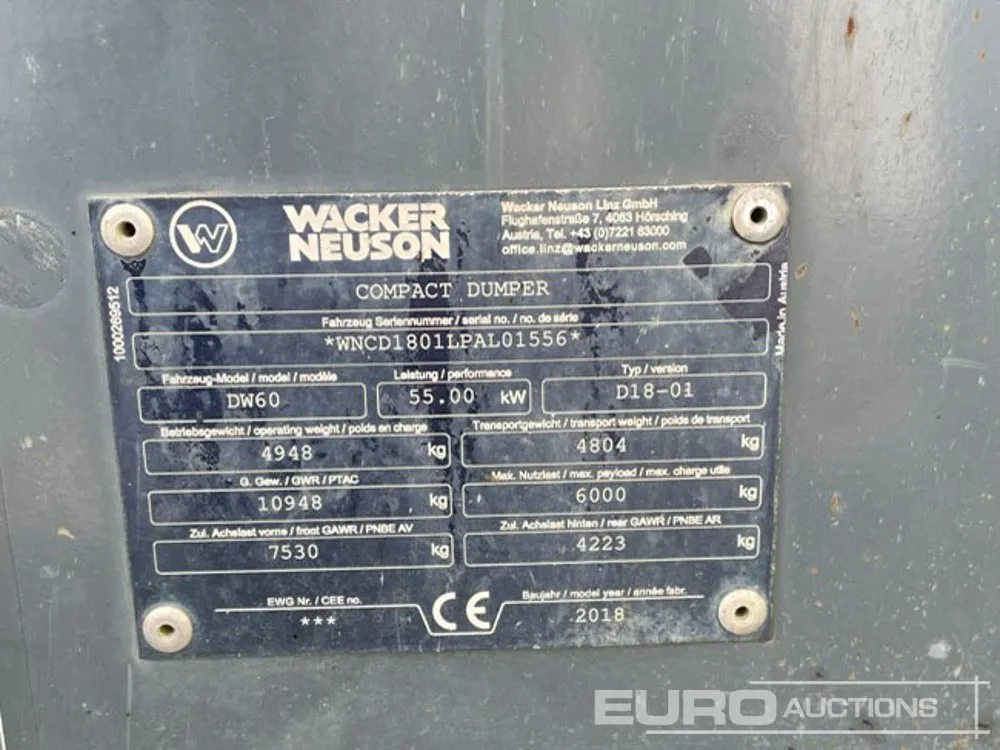 W
WACKER
NEUSON
Wacker Neuson Linz GmbH
Flughafenstraße 7, 4063 Hörsching
Austria, Tel. +43 (0)7221 63000
office.linz@wackerneuson.com
COMPACT DUMPER
1000269512
Made in Austria
Fahrzeug Seriennummer / serial no. / no. de série
*WNCD1801LPAL01556*
Fahrzeug-Model / model / modèle
Leistung / performance
Typ / version
DW60
55.00 kW
D18-01
Betriebsgewicht / operating weight / poids en charge
Transportgewicht / transport weight / poids de transport
4948 kg
4804 kg
G. Gew. / GWR / PTAC
Max. Nutzlast / max. payload / max. charge utile
10948 kg
6000 kg
Zul. Achslast vorne / front GAWR / PNBE AV
Zul. Achslast hinten / rear GAWR / PNBE AR
7530 kg
4223 kg
EWG Nr. / CEE no.
CE
Baujahr / model year / année fabr.
***
2018
EURO AUCTIONS